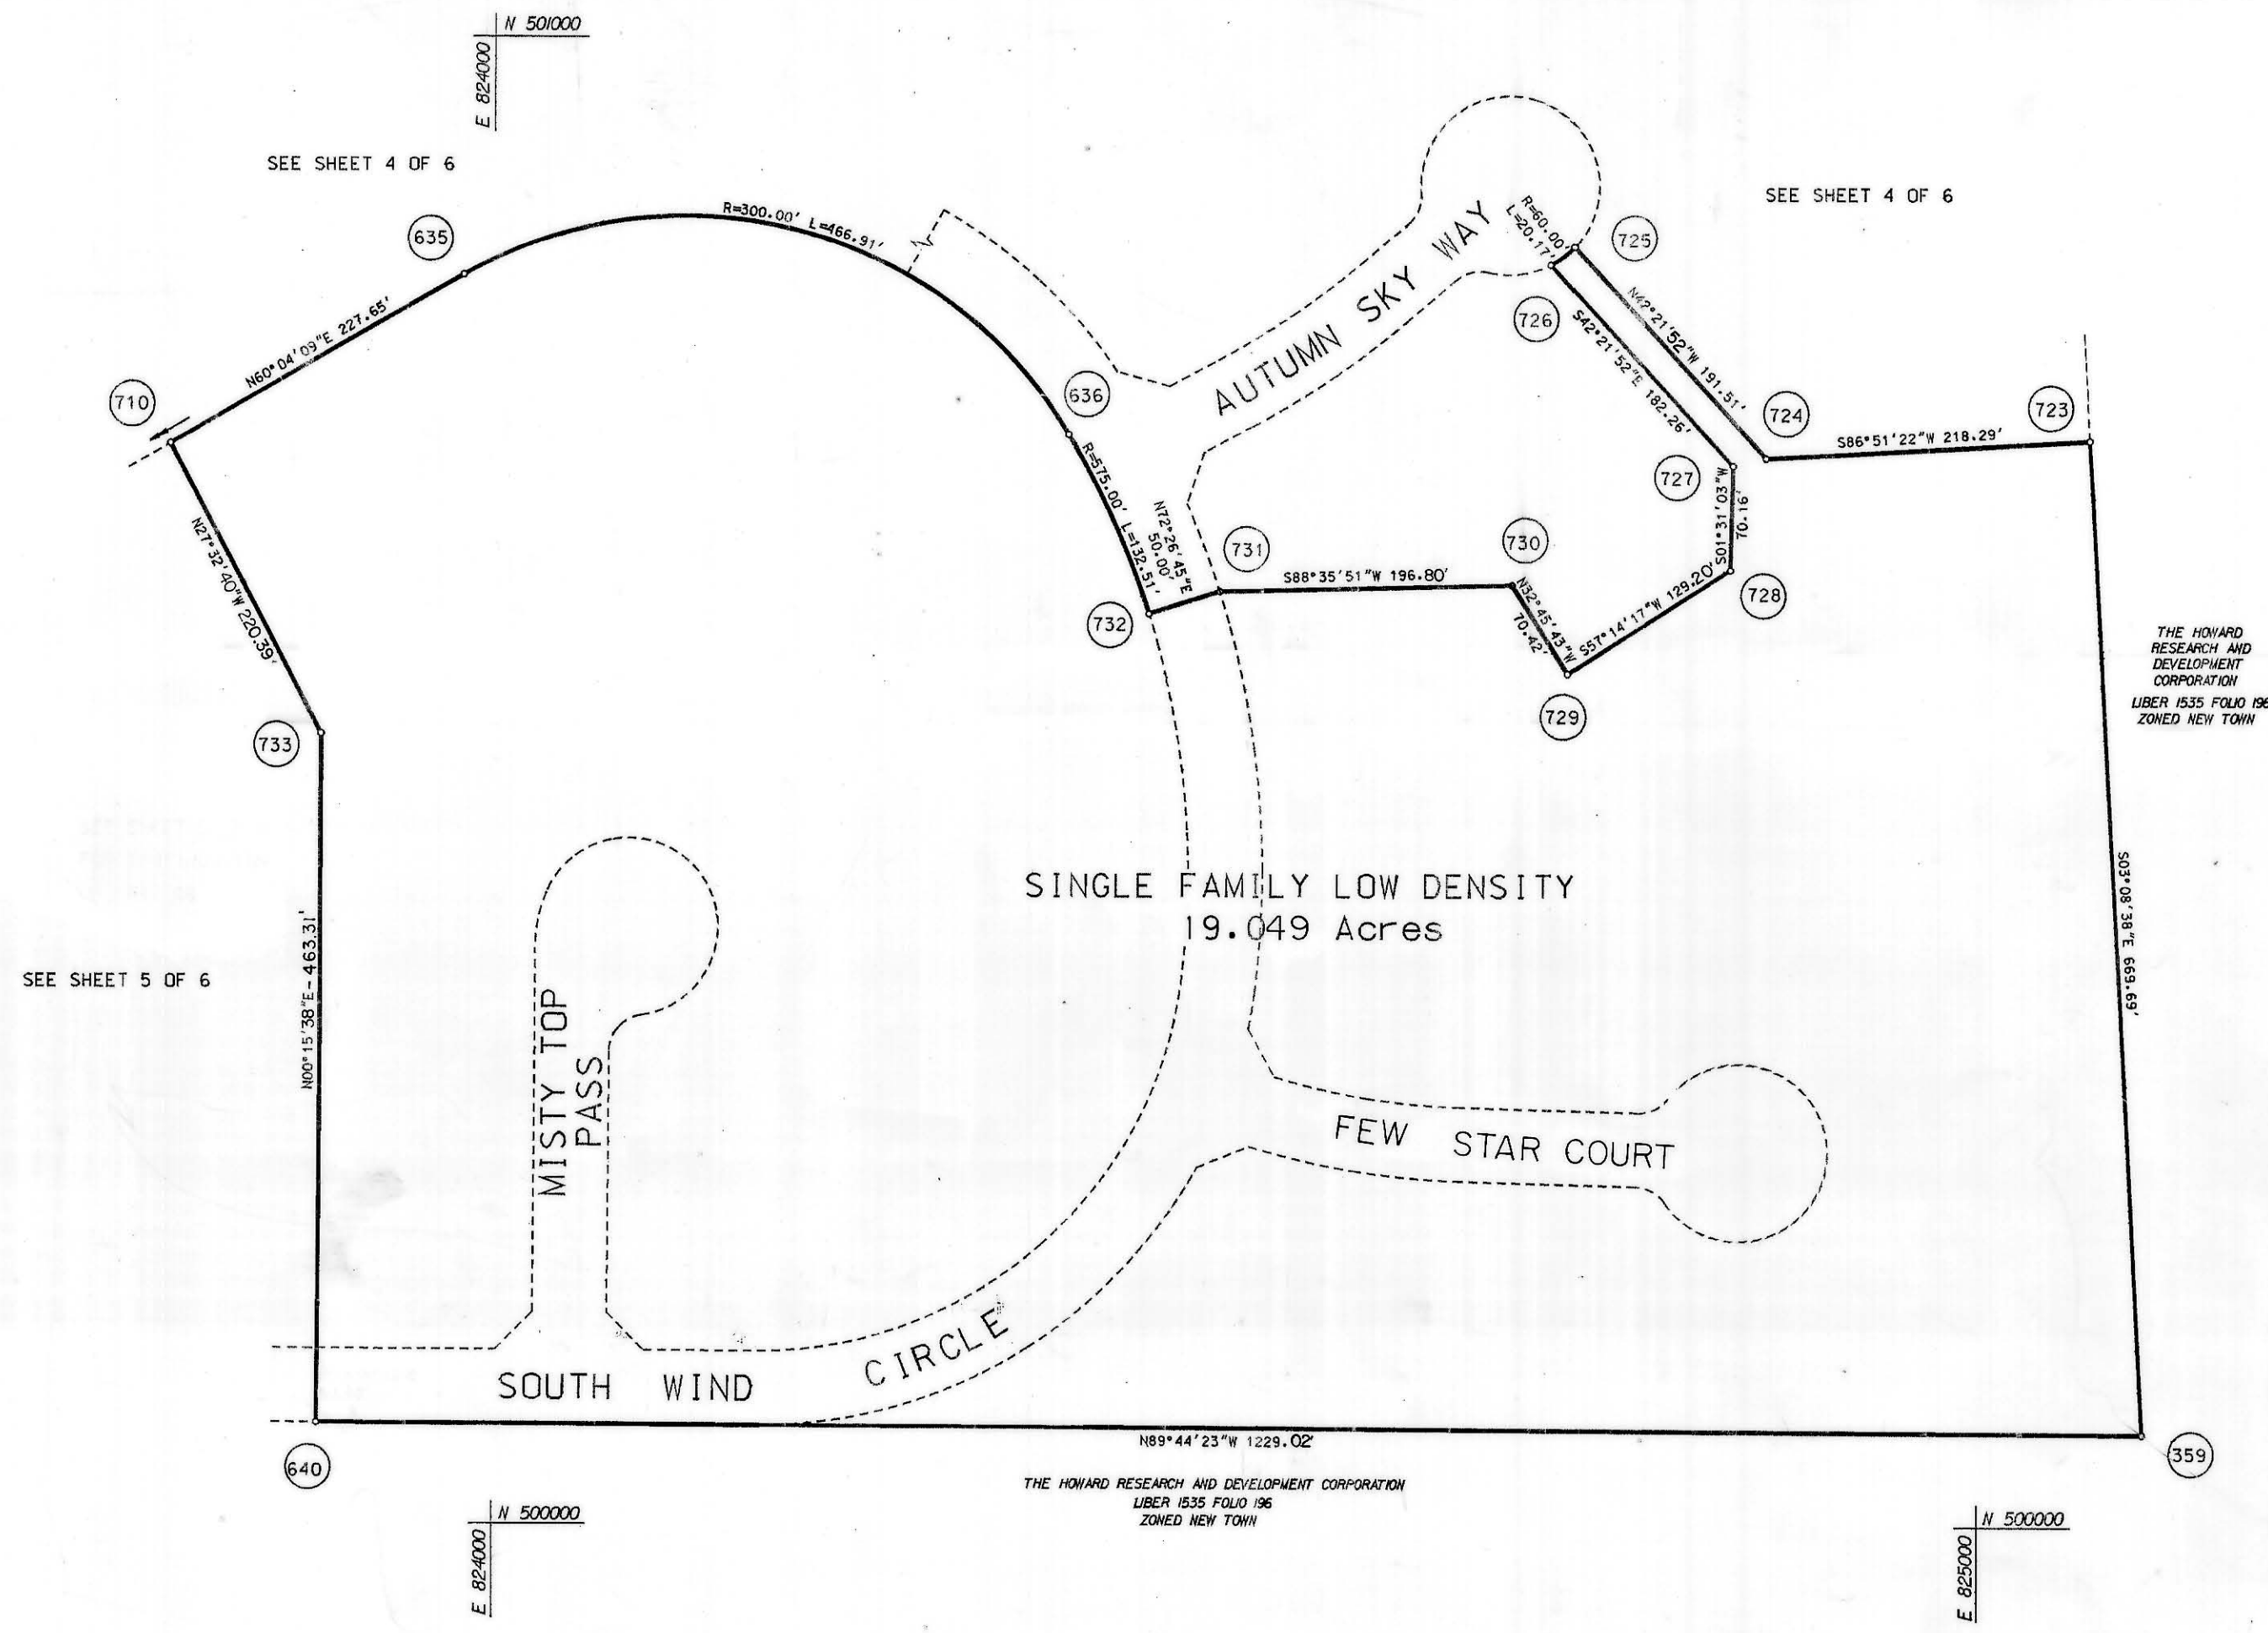 N 501000
E 824000
SEE SHEET 4 OF 6
SEE SHEET 4 OF 6
635
R=300.00' L=466.91'
N60°04'09"E 227.65'
710
N27°32'40"W 220.39'
733
N00°15'38"E-463.31'
SEE SHEET 5 OF 6
636
R=575.00' L=132.51'
N72°26'45"E
50.00'
732
731
S88°35'51"W 196.80'
730
N32°45'43"W
70.42'
729
S57°14'17"W 129.20'
728
S01°31'03"W
70.16'
727
S42°21'52"E 182.26'
726
R=60.00'
L=20.17'
725
N42°21'52"W 191.51'
724
S86°51'22"W 218.29'
723
AUTUMN SKY WAY
THE HOWARD
RESEARCH AND
DEVELOPMENT
CORPORATION
LIBER 1535 FOLIO 196
ZONED NEW TOWN
S03°08'38"E 669.69'
SINGLE FAMILY LOW DENSITY
19.049 Acres
MISTY TOP
PASS
FEW STAR COURT
SOUTH WIND CIRCLE
N89°44'23"W 1229.02'
640
359
THE HOWARD RESEARCH AND DEVELOPMENT CORPORATION
LIBER 1535 FOLIO 196
ZONED NEW TOWN
N 500000
E 824000
N 500000
E 825000